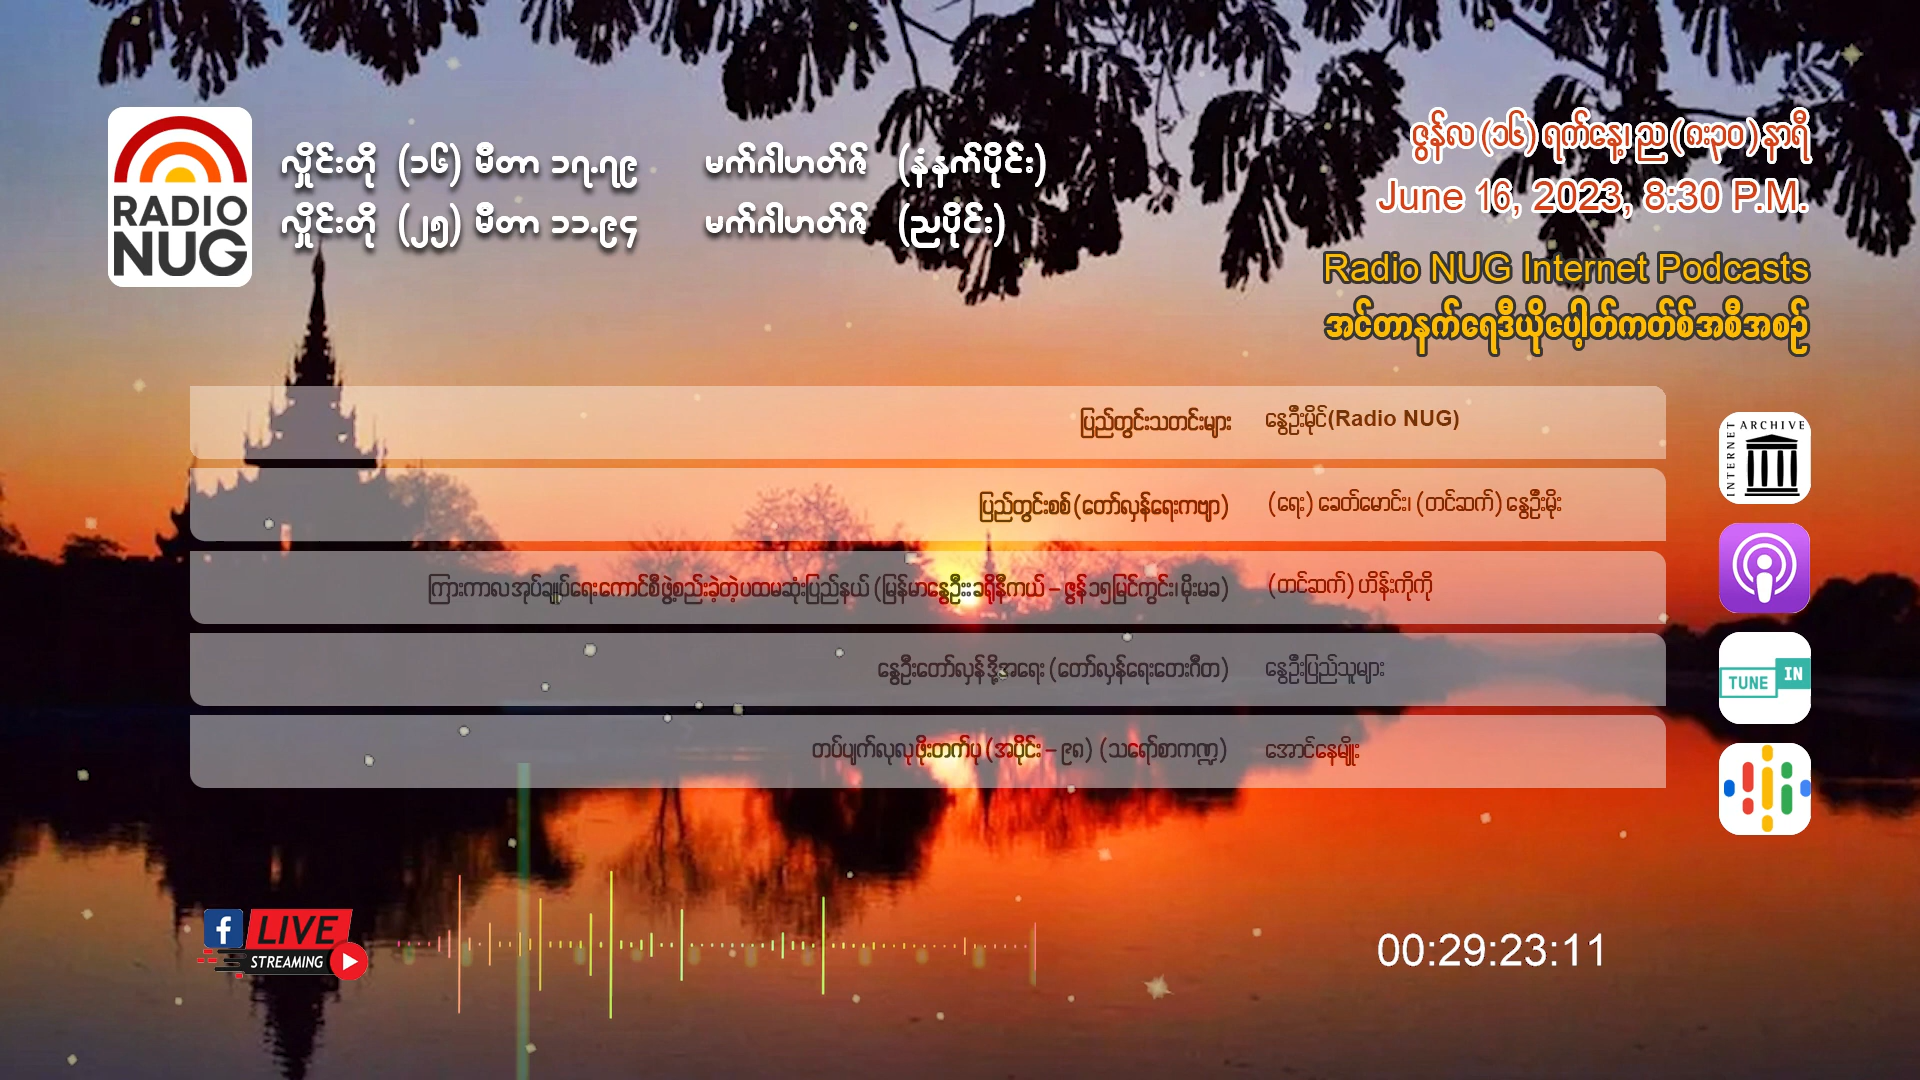 RADIO
NUG
လှိုင်းတို (၁၆) မီတာ ၁၇.၇၉ မက်ဂါဟတ်ဇ် (နံနက်ပိုင်း)
လှိုင်းတို (၂၅) မီတာ ၁၁.၉၄ မက်ဂါဟတ်ဇ် (ညပိုင်း)
ဇွန်လ (၁၆) ရက်နေ့၊ ည (၈း၃၀) နာရီ
June 16, 2023, 8:30 P.M.
Radio NUG Internet Podcasts
အင်တာနက်ရေဒီယိုပေါ့တ်ကတ်စ်အစီအစဉ်
ပြည်တွင်းသတင်းများ နွေဦးမိုင်(Radio NUG)
ပြည်တွင်းစစ် (တော်လှန်ရေးကဗျာ) (ရေး) ခေတ်မောင်း၊ (တင်ဆက်) နွေဦးမိုး
ကြားကာလ အုပ်ချုပ်ရေး ကောင်စီဖွဲ့စည်းခဲ့တဲ့ ပထမဆုံးပြည်နယ် (မြန်မာ့နွေဦး ခရိုနီကယ် – ဇွန် ၁၅ မြင်ကွင်း၊ မိုးမခ) (တင်ဆက်) ဟိန်းကိုကို
နွေဦးတော်လှန် ဒို့အရေး (တော်လှန်ရေးတေးဂီတ) နွေဦးပြည်သူများ
တပ်ပျက်လုလု ဖိုးတက်ပု (အပိုင်း – ၉၈) (သရော်စာကဏ္ဍ) အောင်နေမျိုး
INTERNET ARCHIVE
TUNE IN
f LIVE
STREAMING
00:29:23:11